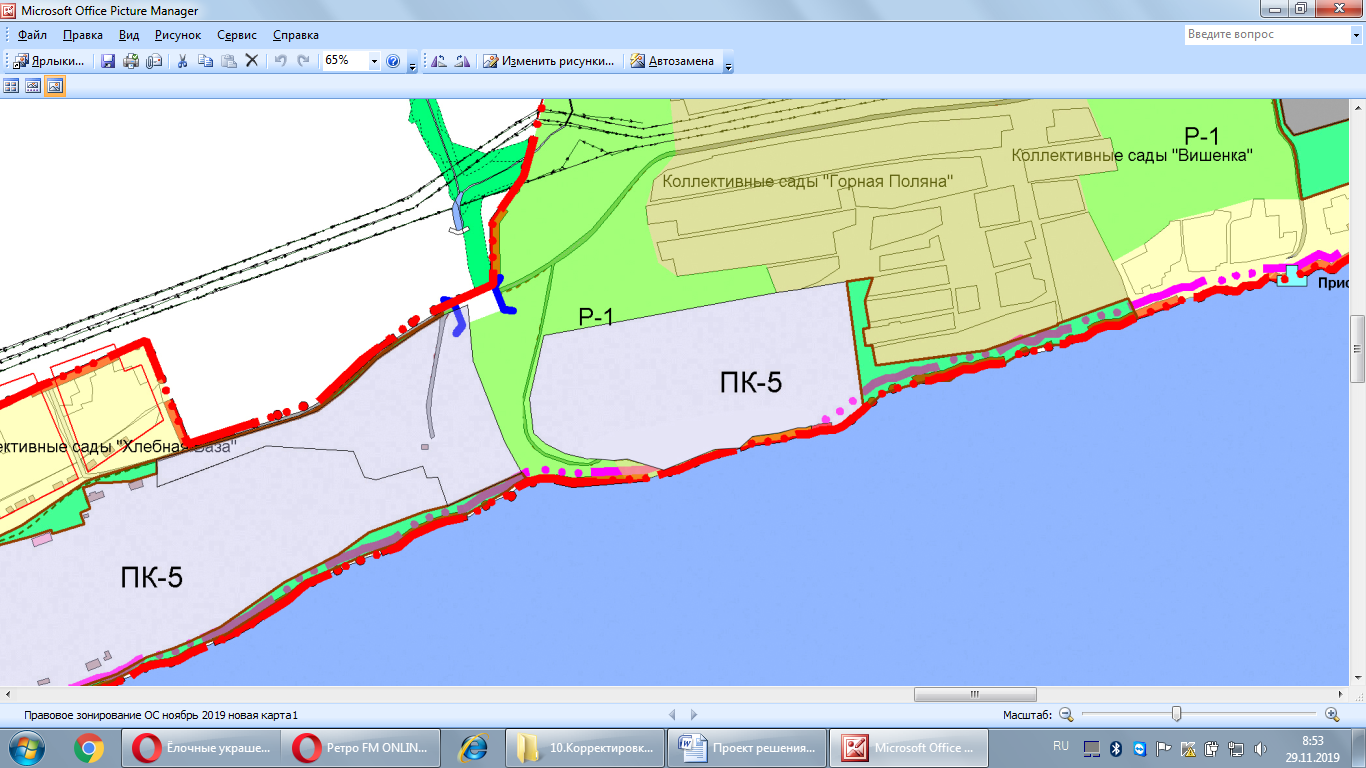 Microsoft Office Picture Manager
Файл Правка Вид Рисунок Сервис Справка
Введите вопрос
Ярлыки... 65% Изменить рисунки... Автозамена
Р-1
Коллективные сады "Вишенка"
Коллективные сады "Горная Поляна"
Прис
Р-1
ПК-5
ективные сады "Хлебная База"
ПК-5
Правовое зонирование ОС ноябрь 2019 новая карта1
Масштаб:
Ёлочные украше...
Ретро FM ONLIN...
10.Корректировк...
Проект решения...
Microsoft Office ...
RU
8:53
29.11.2019